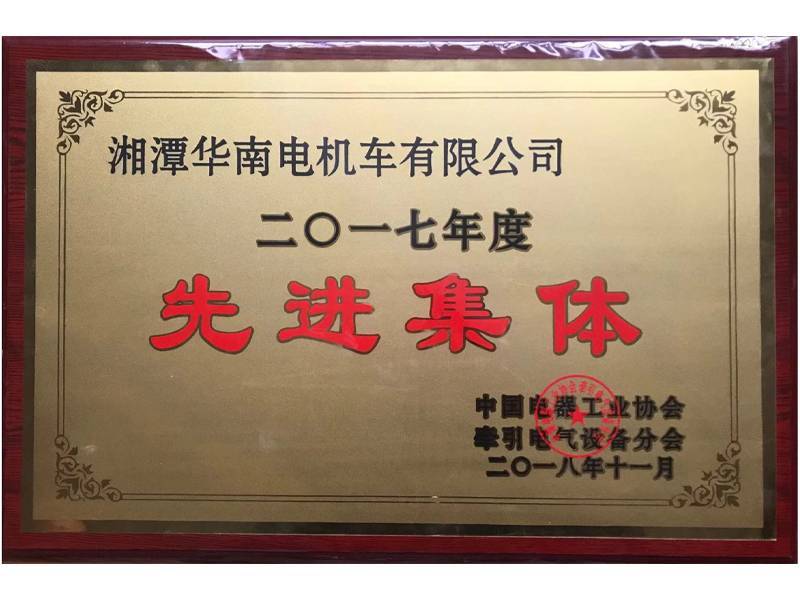 湘潭华南电机车有限公司
二〇一七年度
先进集体
中国电器工业协会
牵引电气设备分会
二〇一八年十一月